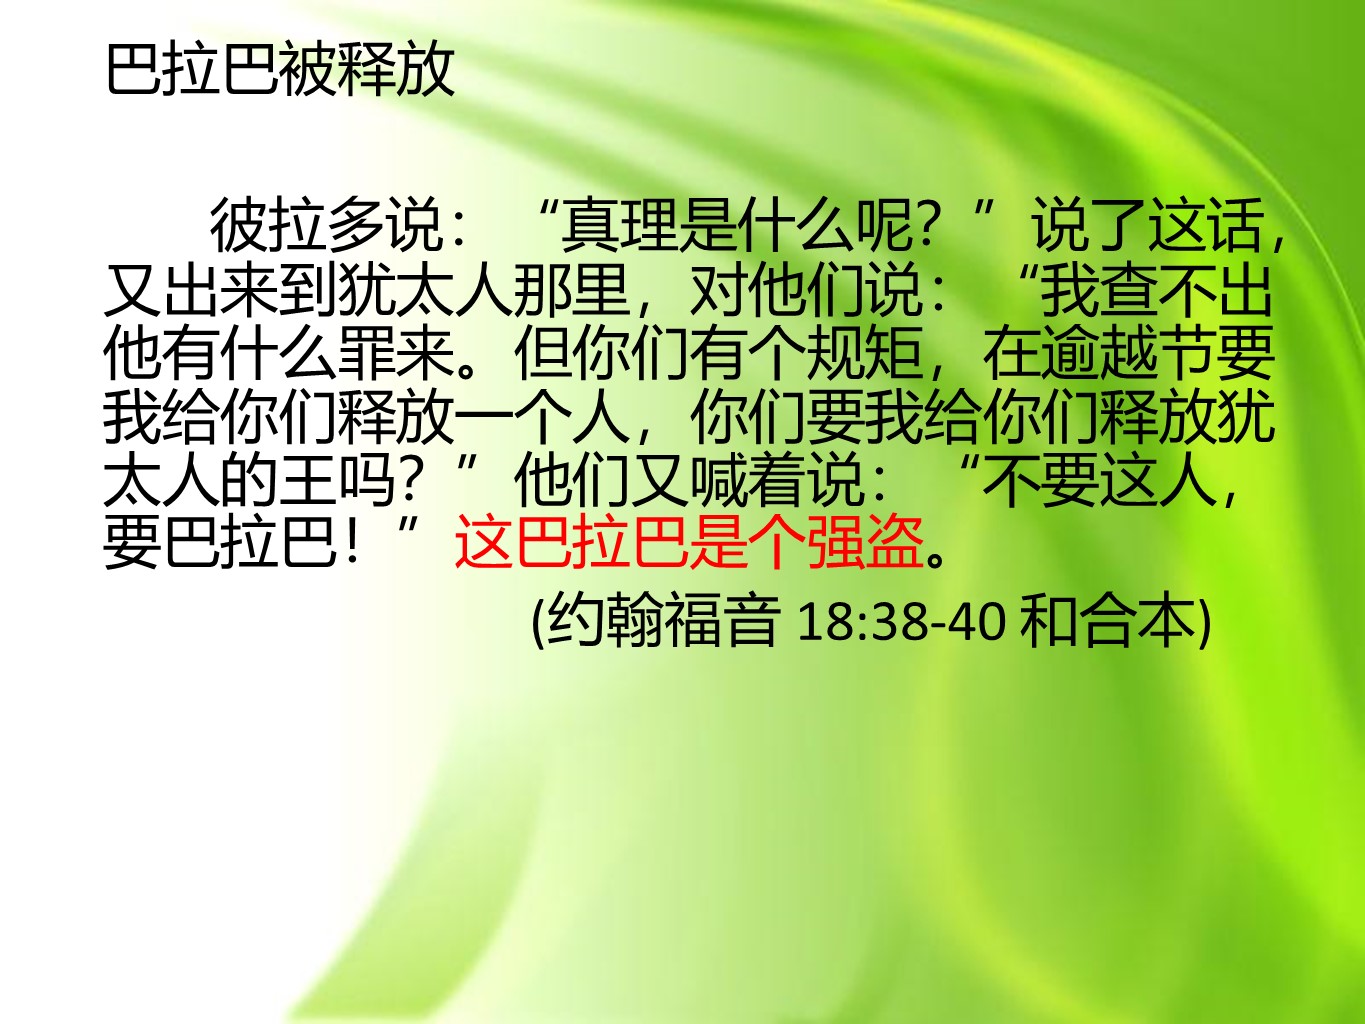 巴拉巴被释放
彼拉多说：“真理是什么呢？”说了这话，
又出来到犹太人那里，对他们说：“我查不出
他有什么罪来。但你们有个规矩，在逾越节要
我给你们释放一个人，你们要我给你们释放犹
太人的王吗？”他们又喊着说：“不要这人，
要巴拉巴！”这巴拉巴是个强盗。
(约翰福音 18:38-40 和合本)